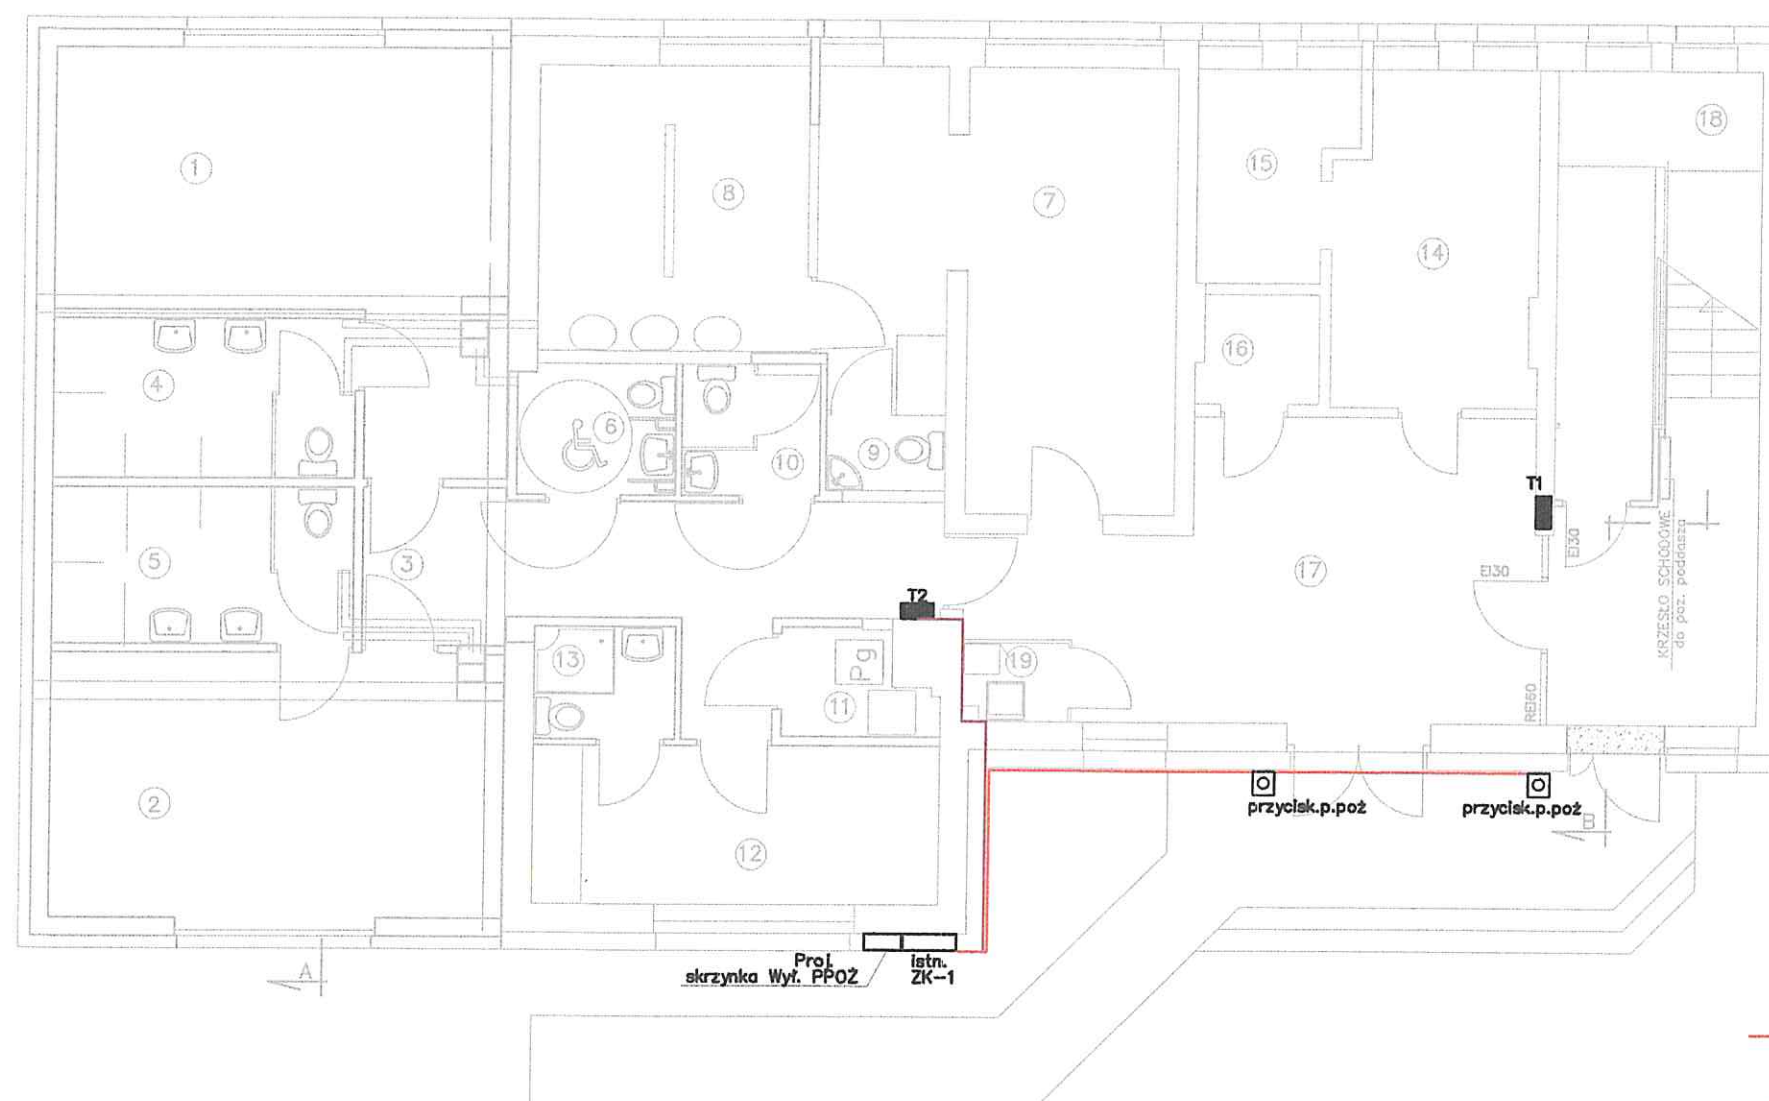 1
8
7
15
14
18
4
6
10
9
16
T1
5
3
17
EI30
EI30
KRZESŁO SCHODOWE
do poz. poddasza
T2
13
Pg
11
19
REI60
2
12
przycisk.p.poż
przycisk.p.poż
B
A
Proj.
skrzynka Wył. PPOŻ
istn.
ZK-1